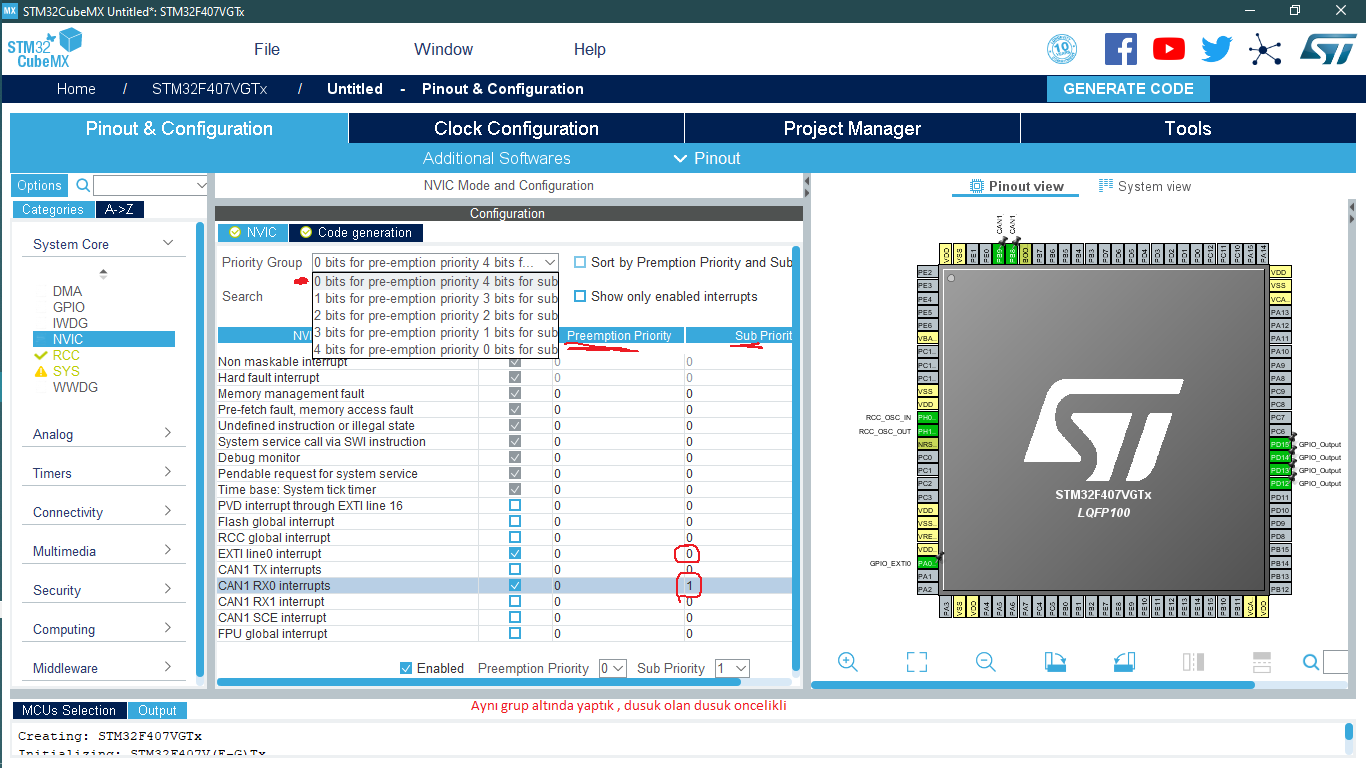 STM32CubeMX Untitled*: STM32F407VGTx
STM32
CubeMX
File Window Help
10
Home / STM32F407VGTx / Untitled - Pinout & Configuration
GENERATE CODE
Pinout & Configuration
Clock Configuration
Project Manager
Tools
Additional Softwares
Pinout
Options
Categories
A->Z
System Core
DMA
GPIO
IWDG
NVIC
RCC
SYS
WWDG
Analog
Timers
Connectivity
Multimedia
Security
Computing
Middleware
NVIC Mode and Configuration
Configuration
NVIC
Code generation
Priority Group
0 bits for pre-emption priority 4 bits f...
Sort by Premption Priority and Sub
Search
0 bits for pre-emption priority 4 bits for sub
1 bits for pre-emption priority 3 bits for sub
2 bits for pre-emption priority 2 bits for sub
3 bits for pre-emption priority 1 bits for sub
4 bits for pre-emption priority 0 bits for sub
Show only enabled interrupts
NVI
Preemption Priority
Sub Priorit
Non maskable interrupt 0 0
Hard fault interrupt 0 0
Memory management fault 0 0
Pre-fetch fault, memory access fault 0 0
Undefined instruction or illegal state 0 0
System service call via SWI instruction 0 0
Debug monitor 0 0
Pendable request for system service 0 0
Time base: System tick timer 0 0
PVD interrupt through EXTI line 16 0 0
Flash global interrupt 0 0
RCC global interrupt 0 0
EXTI line0 interrupt 0 0
CAN1 TX interrupts 0 0
CAN1 RX0 interrupts 0 1
CAN1 RX1 interrupt 0 0
CAN1 SCE interrupt 0 0
FPU global interrupt 0 0
Enabled Preemption Priority 0 Sub Priority 1
Pinout view
System view
CAN1
CAN1
VDD
VSS
PE1
PE0
PB9
PB8
BOO
PB7
PB6
PB5
PB4
PB3
PD7
PD6
PD5
PD4
PD3
PD2
PD1
PD0
PC12
PC11
PC10
PA15
PA14
PE2
PE3
PE4
PE5
PE6
VBA..
PC1..
PC1..
PC1..
VSS
VDD
RCC_OSC_IN
PH0..
RCC_OSC_OUT
PH1..
NRS..
PC0
PC1
PC2
PC3
VDD
VSS..
VRE..
VDD..
GPIO_EXTI0
PA0..
PA1
PA2
VDD
VSS
VCA..
PA13
PA12
PA11
PA10
PA9
PA8
PC9
PC8
PC7
PC6
PD15
GPIO_Output
PD14
GPIO_Output
PD13
GPIO_Output
PD12
GPIO_Output
PD11
PD10
PD9
PD8
PB15
PB14
PB13
PB12
STM32F407VGTx
LQFP100
PA3
VSS
VDD
PA4
PA5
PA6
PA7
PC4
PC5
PB0
PB1
PB2
PE7
PE8
PE9
PE10
PE11
PE12
PE13
PE14
PE15
PB10
PB11
VCA
VDD
Aynı grup altında yaptık , dusuk olan dusuk oncelikli
MCUs Selection
Output
Creating: STM32F407VGTx
Initializing: STM32F407V(E-G)Tx